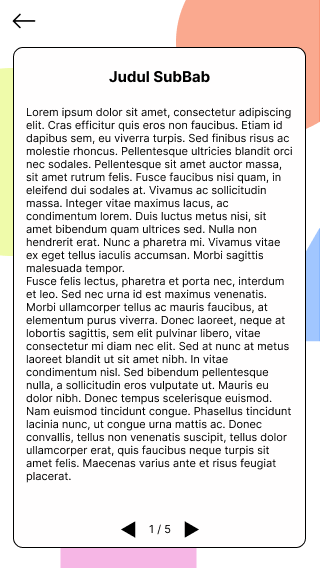 Judul SubBab
Lorem ipsum dolor sit amet, consectetur adipiscing
elit. Cras efficitur quis eros non faucibus. Etiam id
dapibus sem, eu viverra turpis. Sed finibus risus ac
molestie rhoncus. Pellentesque ultricies blandit orci
nec sodales. Pellentesque sit amet auctor massa,
sit amet rutrum felis. Fusce faucibus nisi quam, in
eleifend dui sodales at. Vivamus ac sollicitudin
massa. Integer vitae maximus lacus, ac
condimentum lorem. Duis luctus metus nisi, sit
amet bibendum quam ultrices sed. Nulla non
hendrerit erat. Nunc a pharetra mi. Vivamus vitae
ex eget tellus iaculis accumsan. Morbi sagittis
malesuada tempor.
Fusce felis lectus, pharetra et porta nec, interdum
et leo. Sed nec urna id est maximus venenatis.
Morbi ullamcorper tellus ac mauris faucibus, at
elementum purus viverra. Donec laoreet, neque at
lobortis sagittis, sem elit pulvinar libero, vitae
consectetur mi diam nec elit. Sed at nunc at metus
laoreet blandit ut sit amet nibh. In vitae
condimentum nisl. Sed bibendum pellentesque
nulla, a sollicitudin eros vulputate ut. Mauris eu
dolor nibh. Donec tempus scelerisque euismod.
Nam euismod tincidunt congue. Phasellus tincidunt
lacinia nunc, ut congue urna mattis ac. Donec
convallis, tellus non venenatis suscipit, tellus dolor
ullamcorper erat, quis faucibus neque turpis sit
amet felis. Maecenas varius ante et risus feugiat
placerat.
1 / 5